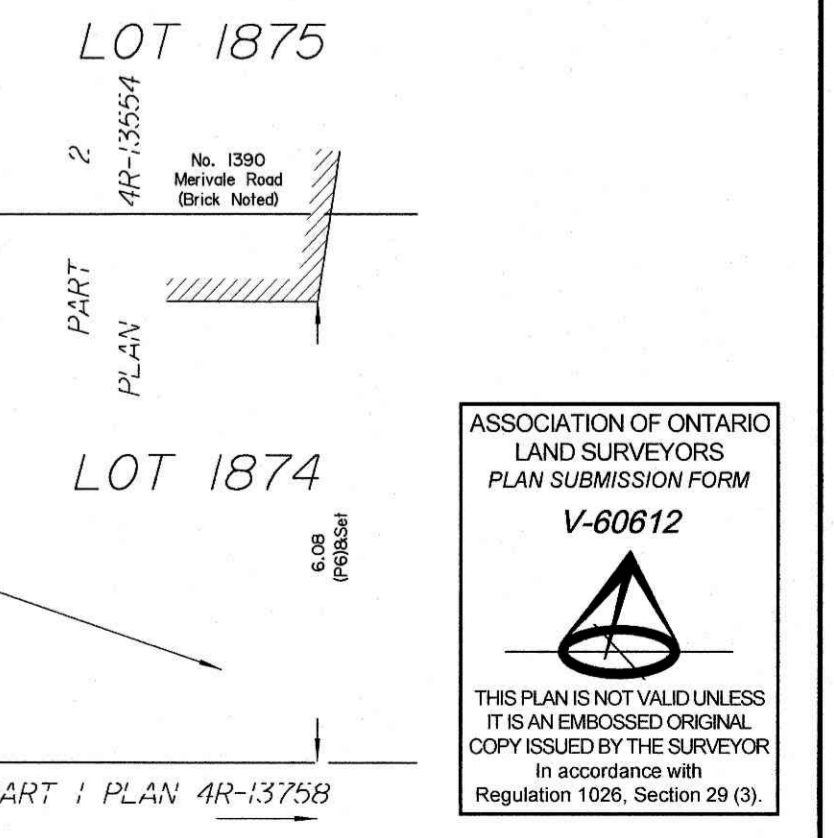 LOT 1875
PART 2
PLAN 4R-13554
No. 1390
Merivale Road
(Brick Noted)
LOT 1874
6.08
(P6)&Set
ART 1 PLAN 4R-13758
ASSOCIATION OF ONTARIO
LAND SURVEYORS
PLAN SUBMISSION FORM
V-60612
THIS PLAN IS NOT VALID UNLESS
IT IS AN EMBOSSED ORIGINAL
COPY ISSUED BY THE SURVEYOR
In accordance with
Regulation 1026, Section 29 (3).